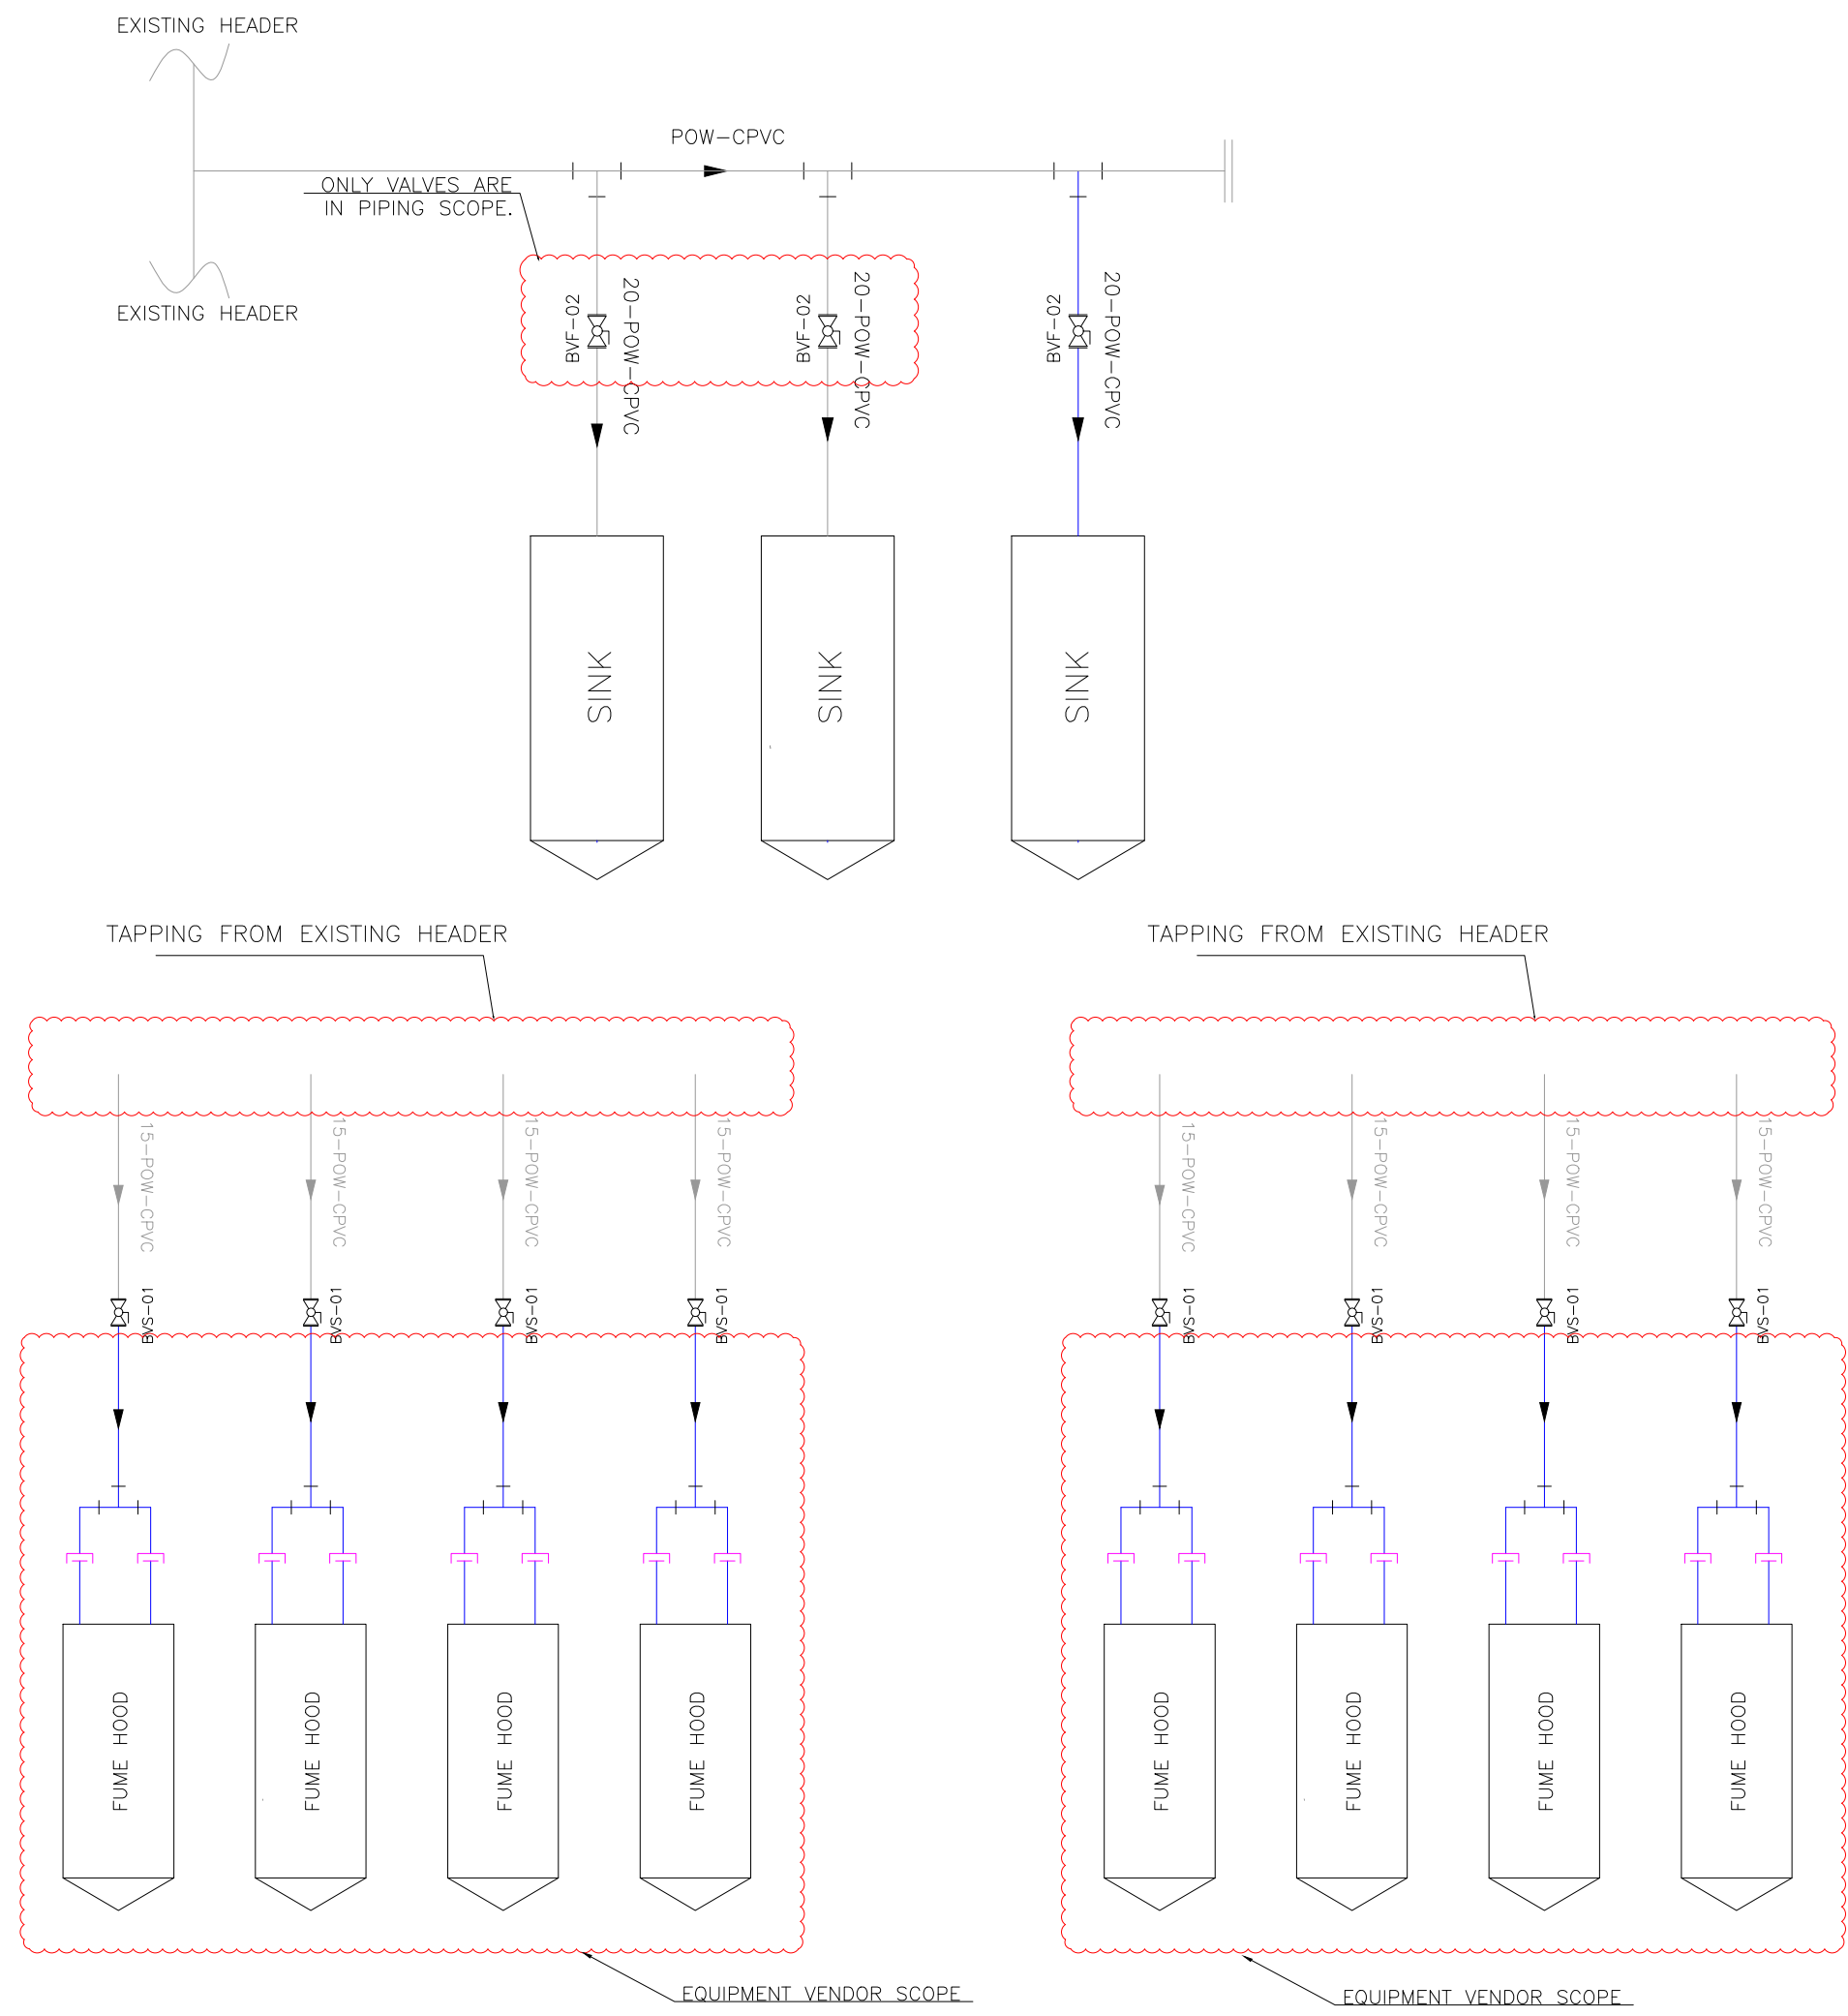 EXISTING HEADER
POW-CPVC
ONLY VALVES ARE
IN PIPING SCOPE.
EXISTING HEADER
BVF-02
20-POW-CPVC
BVF-02
20-POW-CPVC
BVF-02
20-POW-CPVC
SINK
SINK
SINK
TAPPING FROM EXISTING HEADER
TAPPING FROM EXISTING HEADER
15-POW-CPVC
15-POW-CPVC
15-POW-CPVC
15-POW-CPVC
15-POW-CPVC
15-POW-CPVC
15-POW-CPVC
15-POW-CPVC
BVS-01
BVS-01
BVS-01
BVS-01
BVS-01
BVS-01
BVS-01
BVS-01
FUME HOOD
FUME HOOD
FUME HOOD
FUME HOOD
FUME HOOD
FUME HOOD
FUME HOOD
FUME HOOD
EQUIPMENT VENDOR SCOPE
EQUIPMENT VENDOR SCOPE